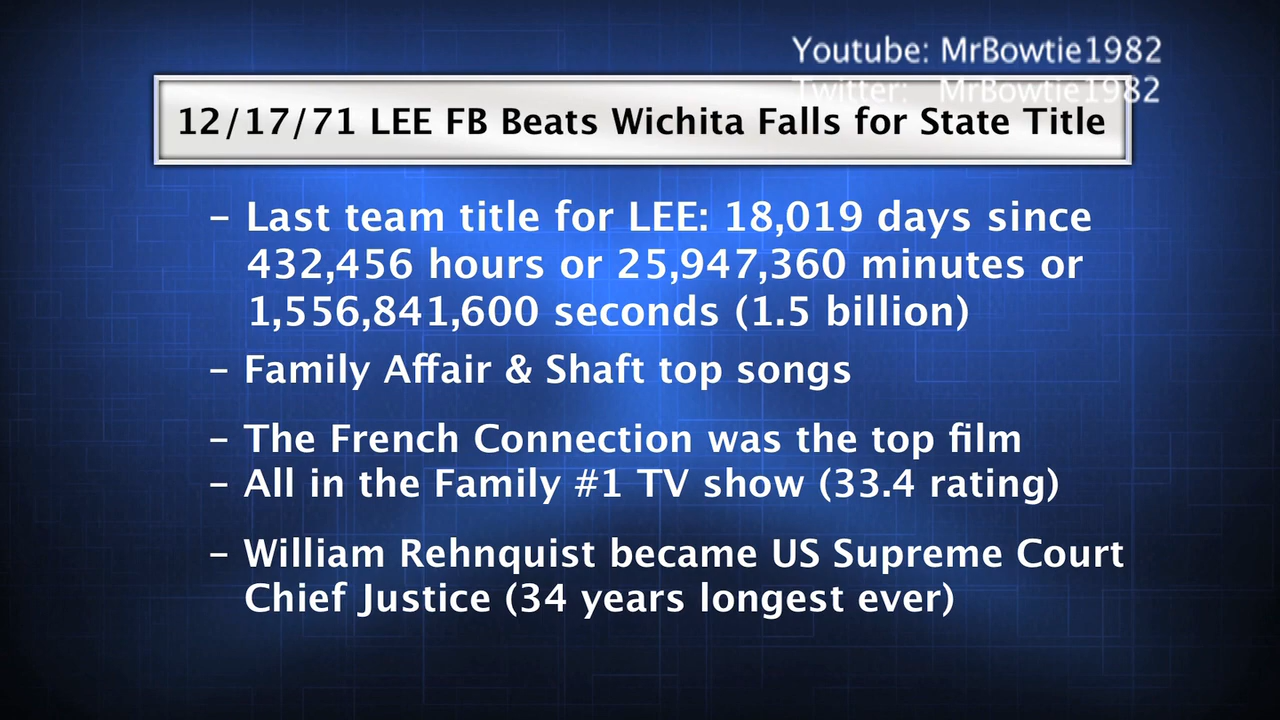 Youtube: MrBowtie1982
Twitter: MrBowtie1982
12/17/71 LEE FB Beats Wichita Falls for State Title
– Last team title for LEE: 18,019 days since
432,456 hours or 25,947,360 minutes or
1,556,841,600 seconds (1.5 billion)
– Family Affair & Shaft top songs
– The French Connection was the top film
– All in the Family #1 TV show (33.4 rating)
– William Rehnquist became US Supreme Court
Chief Justice (34 years longest ever)